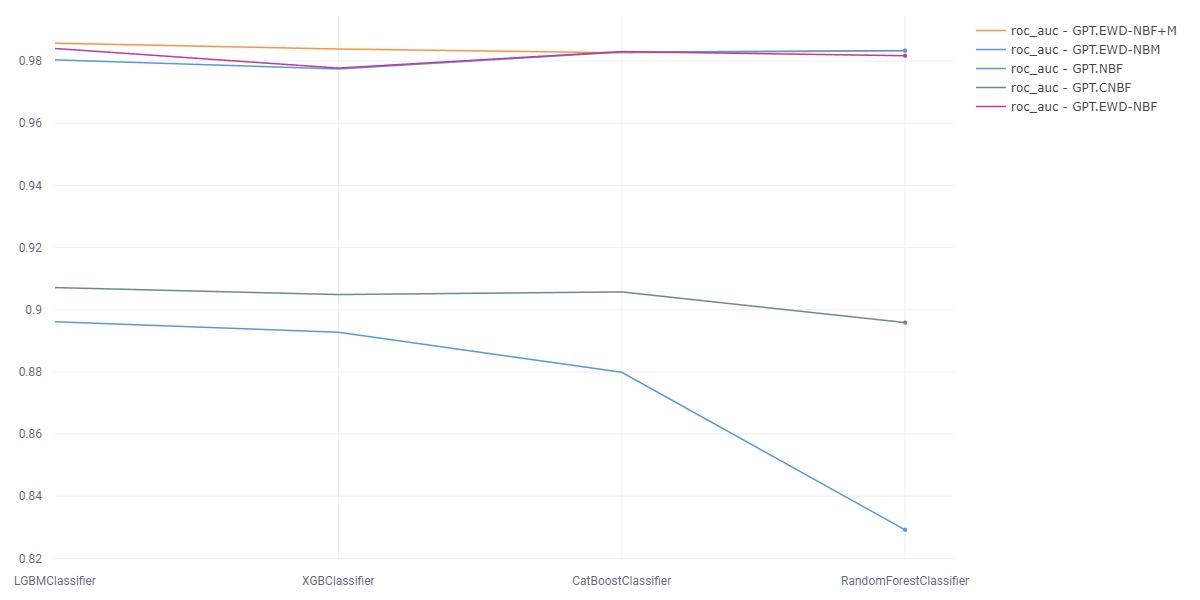 0.98
0.96
0.94
0.92
0.9
0.88
0.86
0.84
0.82
LGBMClassifier
XGBClassifier
CatBoostClassifier
RandomForestClassifier
roc_auc - GPT.EWD-NBF+M
roc_auc - GPT.EWD-NBM
roc_auc - GPT.NBF
roc_auc - GPT.CNBF
roc_auc - GPT.EWD-NBF